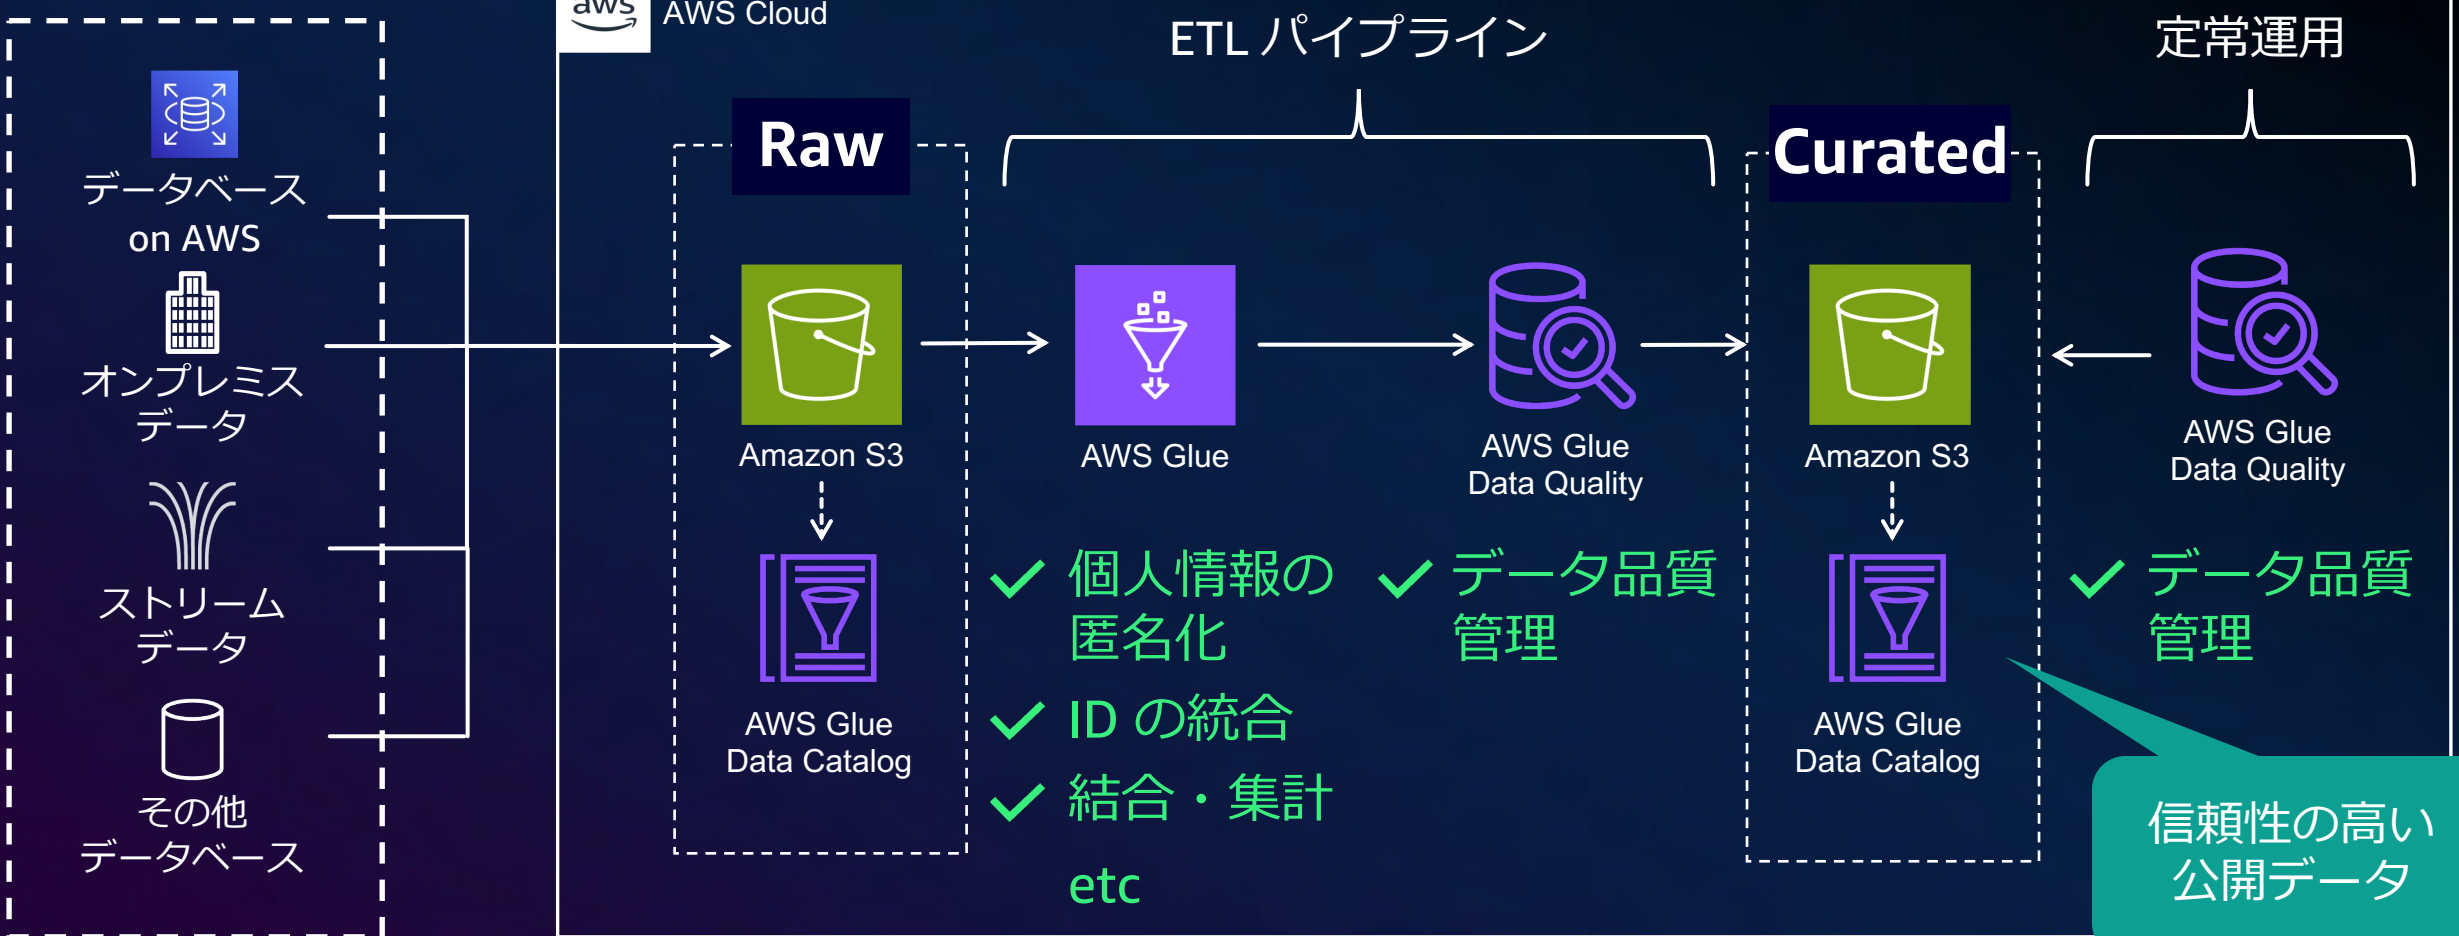 aws
AWS Cloud
ETL パイプライン
定常運用
データベース
on AWS
オンプレミス
データ
ストリーム
データ
その他
データベース
Raw
Amazon S3
AWS Glue
Data Catalog
AWS Glue
AWS Glue
Data Quality
個人情報の
匿名化
ID の統合
結合・集計
etc
データ品質
管理
Curated
Amazon S3
AWS Glue
Data Catalog
AWS Glue
Data Quality
データ品質
管理
信頼性の高い
公開データ